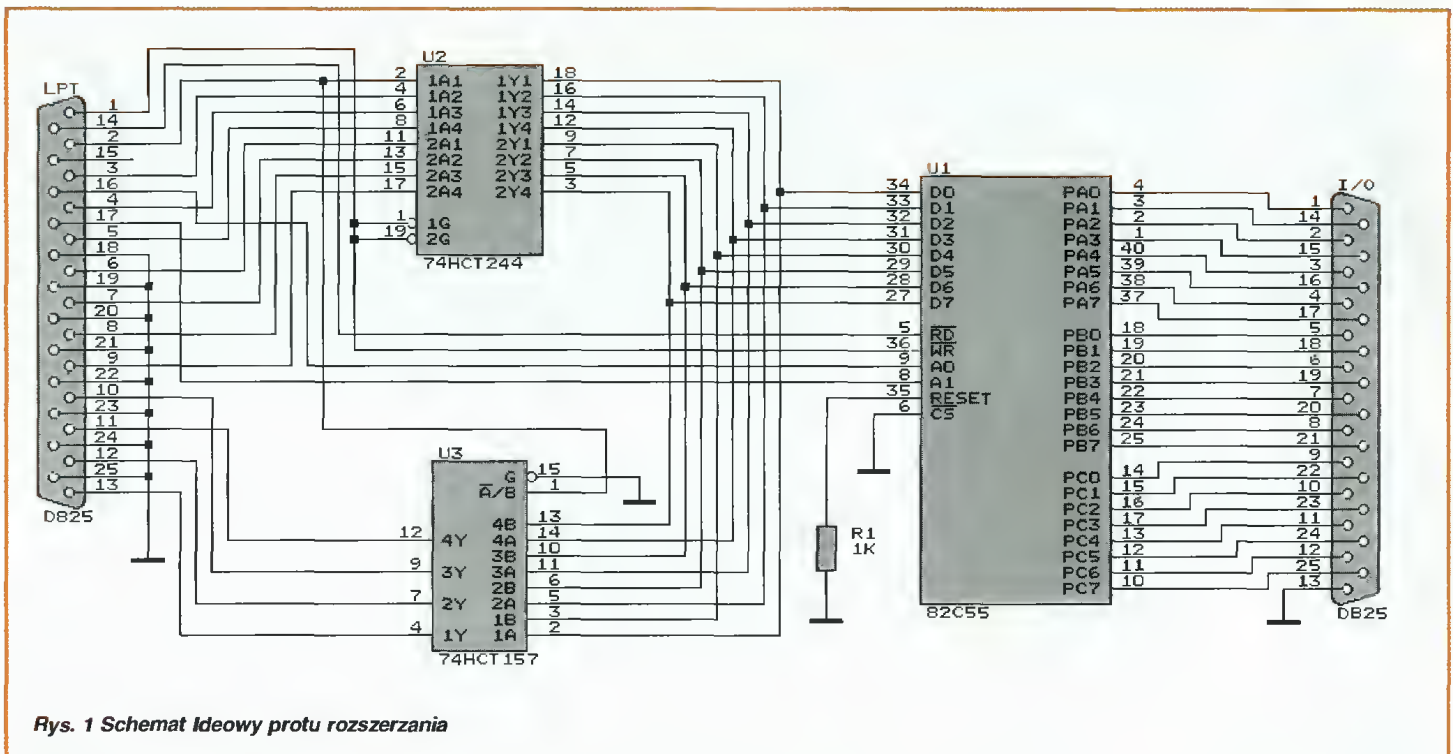 LPT
1
14
2
15
3
16
4
17
5
18
6
19
7
20
8
21
9
22
10
23
11
24
12
25
13
DB25
U2
2 1A1 1Y1 18
4 1A2 1Y2 16
6 1A3 1Y3 14
8 1A4 1Y4 12
11 2A1 2Y1 9
13 2A2 2Y2 7
15 2A3 2Y3 5
17 2A4 2Y4 3
1 1G
19 2G
74HCT244
U3
G 15
A/B 1
4B 13
12 4Y 4A 14
3B 10
9 3Y 3A 11
2B 6
7 2Y 2A 5
1B 3
4 1Y 1A 2
74HCT157
U1
34 D0 PA0 4
33 D1 PA1 3
32 D2 PA2 2
31 D3 PA3 1
30 D4 PA4 40
29 D5 PA5 39
28 D6 PA6 38
27 D7 PA7 37
5 RD PB0 18
36 WR PB1 19
9 A0 PB2 20
8 A1 PB3 21
35 RESET PB4 22
6 CS PB5 23
PB6 24
PB7 25
PC0 14
PC1 15
PC2 16
PC3 17
PC4 13
PC5 12
PC6 11
PC7 10
82C55
R1
1K
I/O
1
14
2
15
3
16
4
17
5
18
6
19
7
20
8
21
9
22
10
23
11
24
12
25
13
DB25
Rys. 1 Schemat Ideowy protu rozszerzania